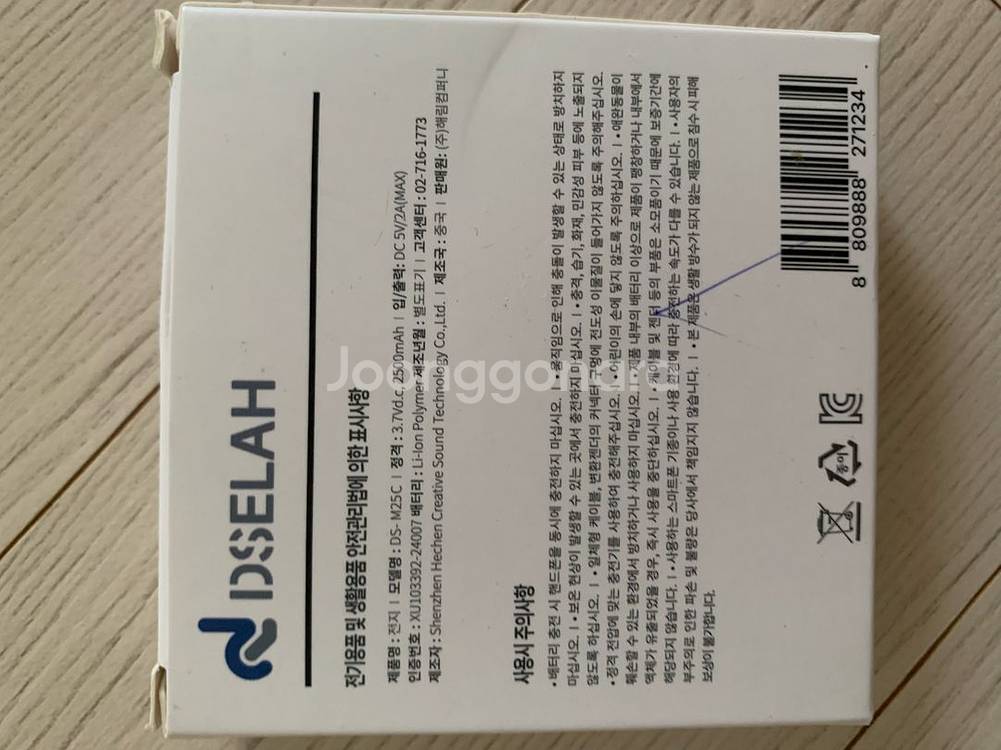 DSELAH
전기용품 및 생활용품 안전관리법에 의한 표시사항
제품명 : 전지 I 모델명 : DS- M25C I 정격 : 3.7Vd.c, 2500mAh I 입/출력: DC 5V/2A(MAX)
인증번호 : XU103392-24007 배터리 : Li-Ion Polymer 제조년월 : 별도표기 I 고객센터 : 02-716-1773
제조자 : Shenzhen Hechen Creative Sound Technology Co.,Ltd. I 제조국 : 중국 I 판매원: (주)해림컴퍼니
사용시 주의사항
• 배터리 충전 시 핸드폰을 동시에 충전하지 마십시오. I • 움직임으로 인해 충돌이 발생할 수 있는 상태로 방치하지
마십시오. I • 보온 현상이 발생할 수 있는 곳에서 충전하지 마십시오. I • 충격, 습기, 화재, 민감성 피부 등에 노출되지
않도록 하십시오. I • 일체형 케이블, 변환젠더의 커넥터 구멍에 전도성 이물질이 들어가지 않도록 주의해주십시오.
• 정격 전압에 맞는 충전기를 사용하여 충전해주십시오. • 어린이의 손에 닿지 않도록 주의하십시오. I • 애완동물이
훼손할 수 있는 환경에서 방치하거나 사용하지 마십시오. I • 제품 내부의 배터리 이상으로 제품이 팽창하거나 내부에서
액체가 유출되었을 경우, 즉시 사용을 중단하십시오. I • 케이블 및 젠더 등의 부품은 소모품이기 때문에 보증기간에
해당되지 않습니다. I • 사용하는 스마트폰 기종이나 사용 환경에 따라 충전하는 속도가 다를 수 있습니다. I • 사용자의
부주의로 인한 파손 및 불량은 당사에서 책임지지 않습니다. I • 본 제품은 생활 방수가 되지 않는 제품으로 침수 시 피해
보상이 불가합니다.
종이
8 809888 271234
Joonggonara